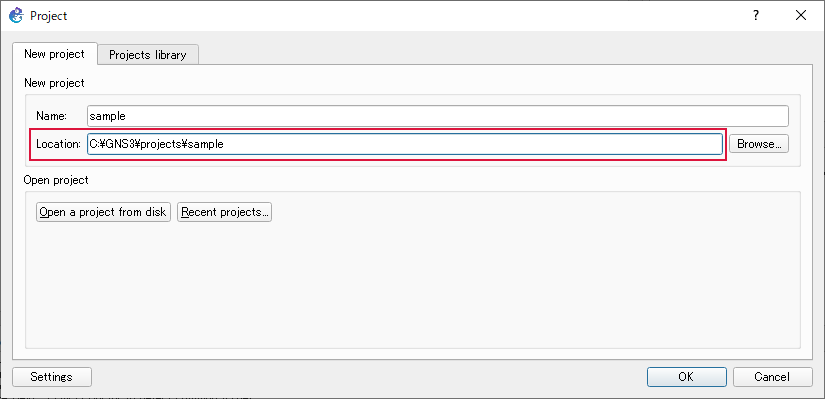 Project
?
New project
Projects library
New project
Name:
sample
Location:
C:¥GNS3¥projects¥sample
Browse...
Open project
Open a project from disk
Recent projects...
Settings
OK
Cancel